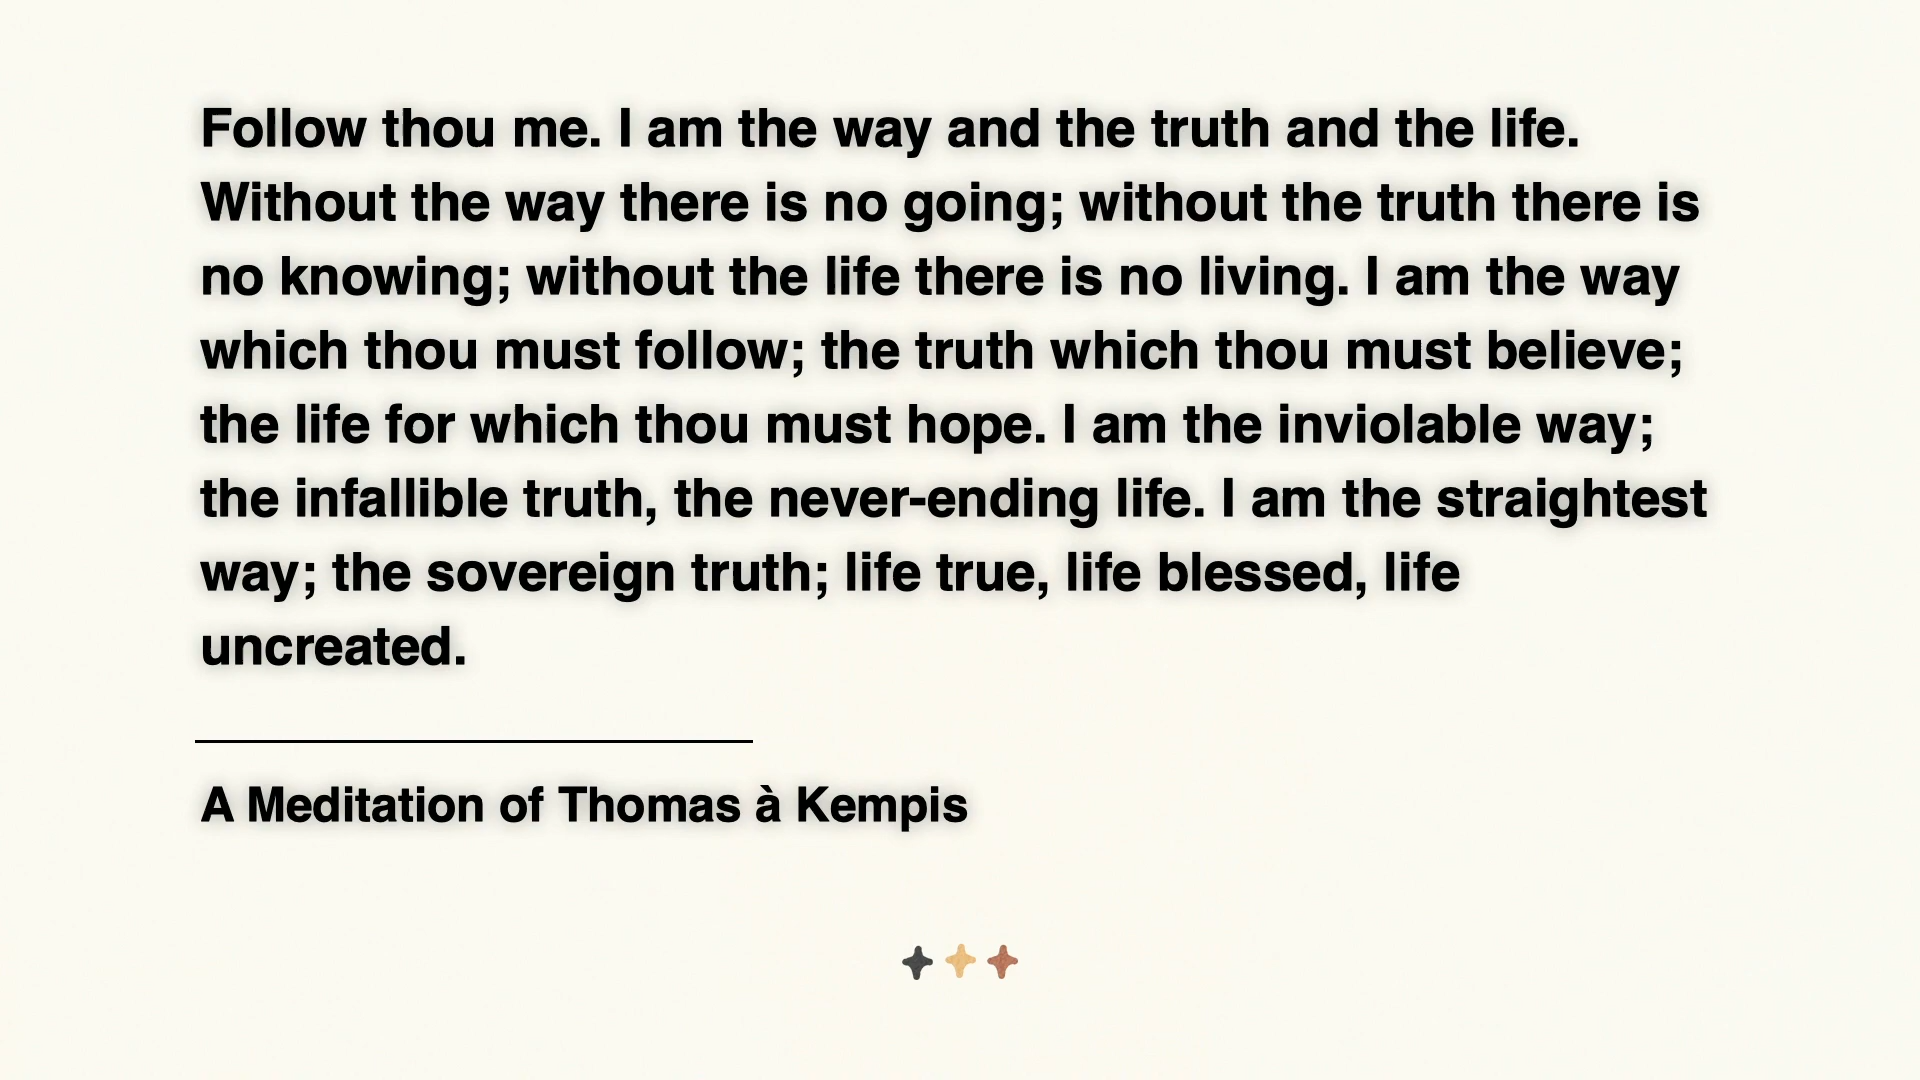 Follow thou me. I am the way and the truth and the life.
Without the way there is no going; without the truth there is
no knowing; without the life there is no living. I am the way
which thou must follow; the truth which thou must believe;
the life for which thou must hope. I am the inviolable way;
the infallible truth, the never-ending life. I am the straightest
way; the sovereign truth; life true, life blessed, life
uncreated.
A Meditation of Thomas à Kempis